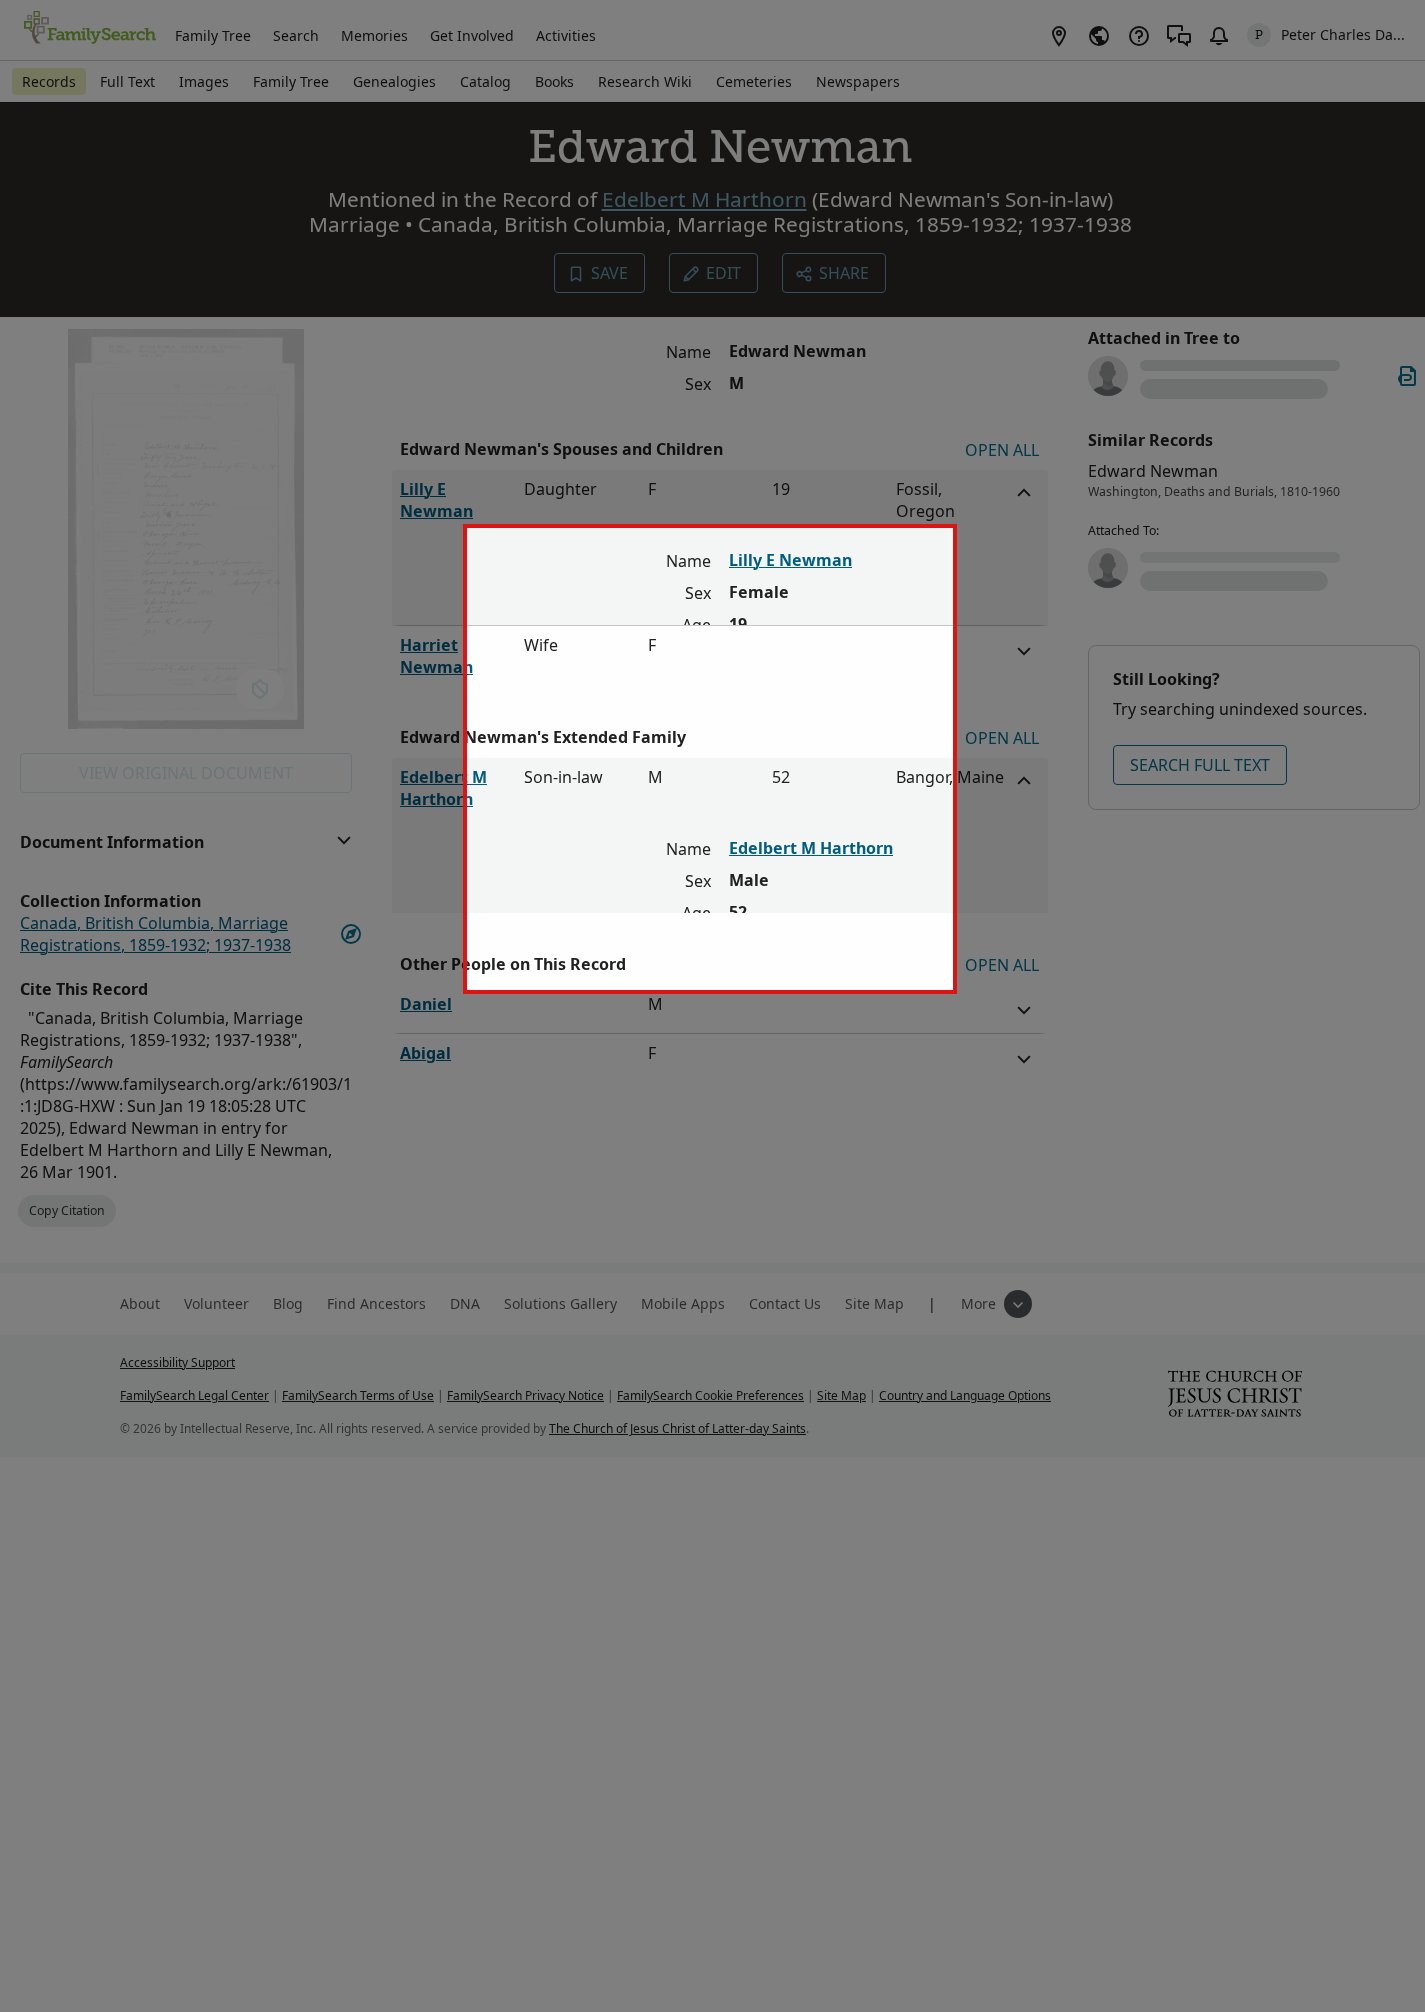 FamilySearch
Family Tree
Search
Memories
Get Involved
Activities
P
Peter Charles Da...
Records
Full Text
Images
Family Tree
Genealogies
Catalog
Books
Research Wiki
Cemeteries
Newspapers
Edward Newman
Mentioned in the Record of Edelbert M Harthorn (Edward Newman's Son-in-law)
Marriage • Canada, British Columbia, Marriage Registrations, 1859-1932; 1937-1938
SAVE
EDIT
SHARE
VIEW ORIGINAL DOCUMENT
Document Information
Collection Information
Canada, British Columbia, Marriage
Registrations, 1859-1932; 1937-1938
Cite This Record
"Canada, British Columbia, Marriage
Registrations, 1859-1932; 1937-1938",
FamilySearch
(https://www.familysearch.org/ark:/61903/1
:1:JD8G-HXW : Sun Jan 19 18:05:28 UTC
2025), Edward Newman in entry for
Edelbert M Harthorn and Lilly E Newman,
26 Mar 1901.
Copy Citation
Name Edward Newman
Sex M
Edward Newman's Spouses and Children
OPEN ALL
Lilly E
Newman
Daughter
F
19
Fossil,
Oregon
Name Lilly E Newman
Sex Female
Age 19
Harriet
Newman
Wife
F
Edward Newman's Extended Family
OPEN ALL
Edelbert M
Harthorn
Son-in-law
M
52
Bangor, Maine
Name Edelbert M Harthorn
Sex Male
Age 52
Other People on This Record
OPEN ALL
Daniel M
Abigal F
Attached in Tree to
Similar Records
Edward Newman
Washington, Deaths and Burials, 1810-1960
Attached To:
Still Looking?
Try searching unindexed sources.
SEARCH FULL TEXT
About
Volunteer
Blog
Find Ancestors
DNA
Solutions Gallery
Mobile Apps
Contact Us
Site Map
|
More
Accessibility Support
FamilySearch Legal Center | FamilySearch Terms of Use | FamilySearch Privacy Notice | FamilySearch Cookie Preferences | Site Map | Country and Language Options
© 2026 by Intellectual Reserve, Inc. All rights reserved. A service provided by The Church of Jesus Christ of Latter-day Saints.
THE CHURCH OF
JESUS CHRIST
OF LATTER-DAY SAINTS